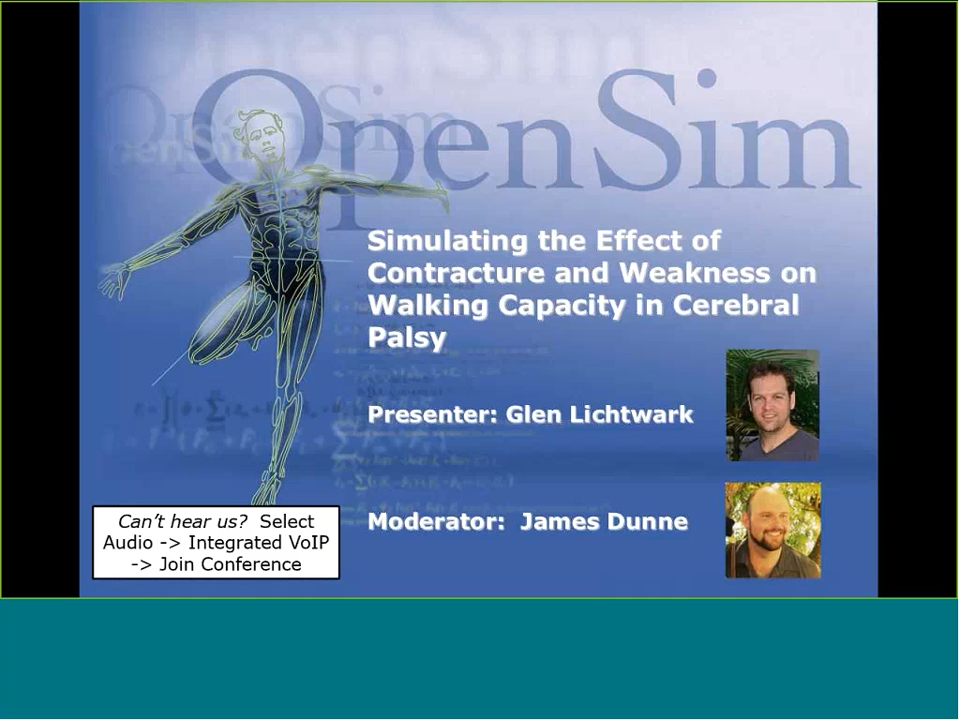 OpenSim
Simulating the Effect of
Contracture and Weakness on
Walking Capacity in Cerebral
Palsy
Presenter: Glen Lichtwark
Moderator: James Dunne
Can't hear us? Select
Audio -> Integrated VoIP
-> Join Conference